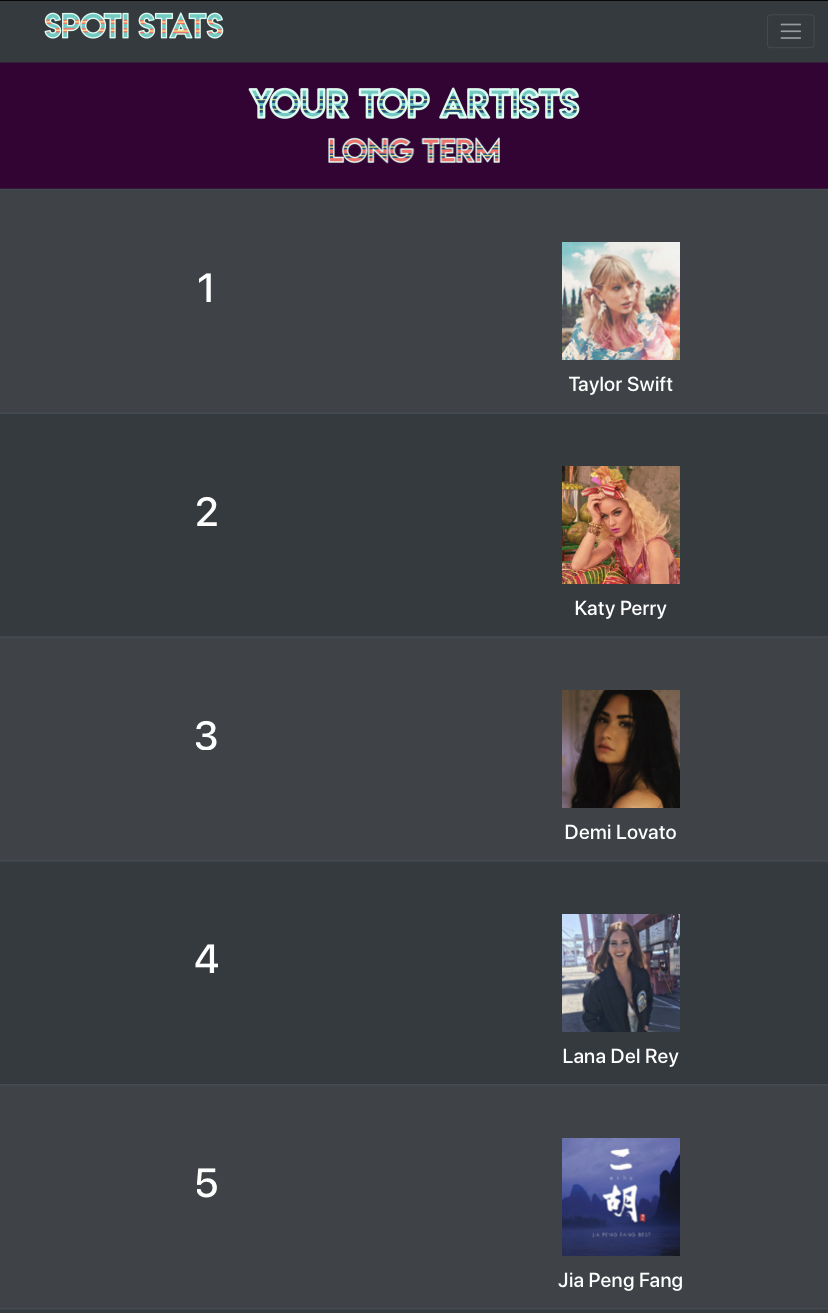 SPOTI STATS
YOUR TOP ARTISTS
LONG TERM
1
Taylor Swift
2
Katy Perry
3
Demi Lovato
4
Lana Del Rey
5
二
胡
JIA PENG FANG BEST
Jia Peng Fang